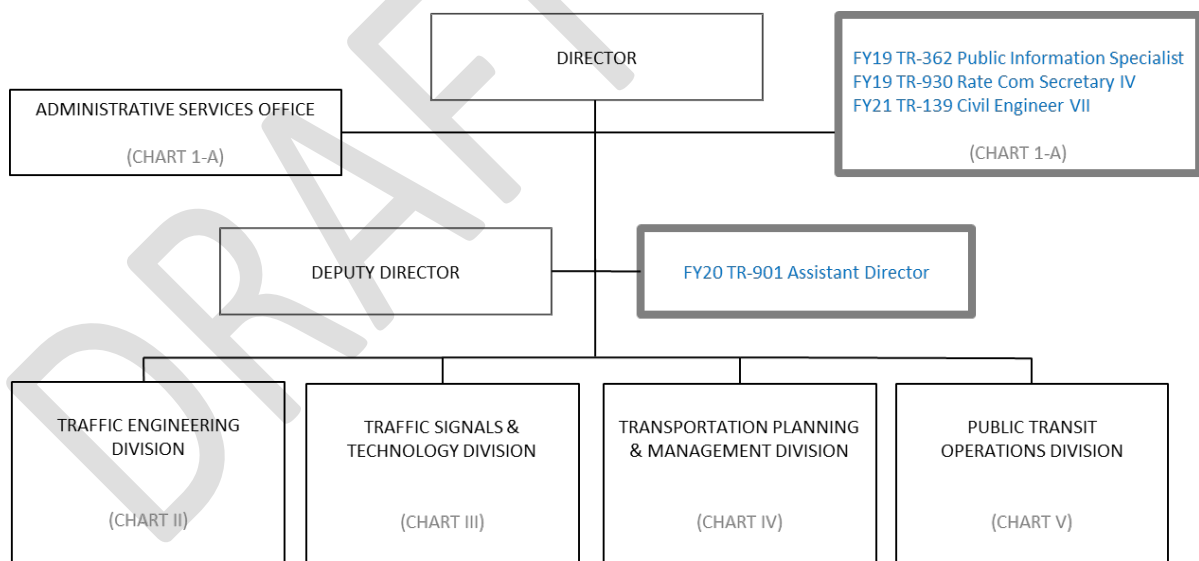 DIRECTOR
FY19 TR-362 Public Information Specialist
FY19 TR-930 Rate Com Secretary IV
FY21 TR-139 Civil Engineer VII
(CHART 1-A)
ADMINISTRATIVE SERVICES OFFICE
(CHART 1-A)
DEPUTY DIRECTOR
FY20 TR-901 Assistant Director
TRAFFIC ENGINEERING
DIVISION
(CHART II)
TRAFFIC SIGNALS &
TECHNOLOGY DIVISION
(CHART III)
TRANSPORTATION PLANNING
& MANAGEMENT DIVISION
(CHART IV)
PUBLIC TRANSIT
OPERATIONS DIVISION
(CHART V)
DRAFT